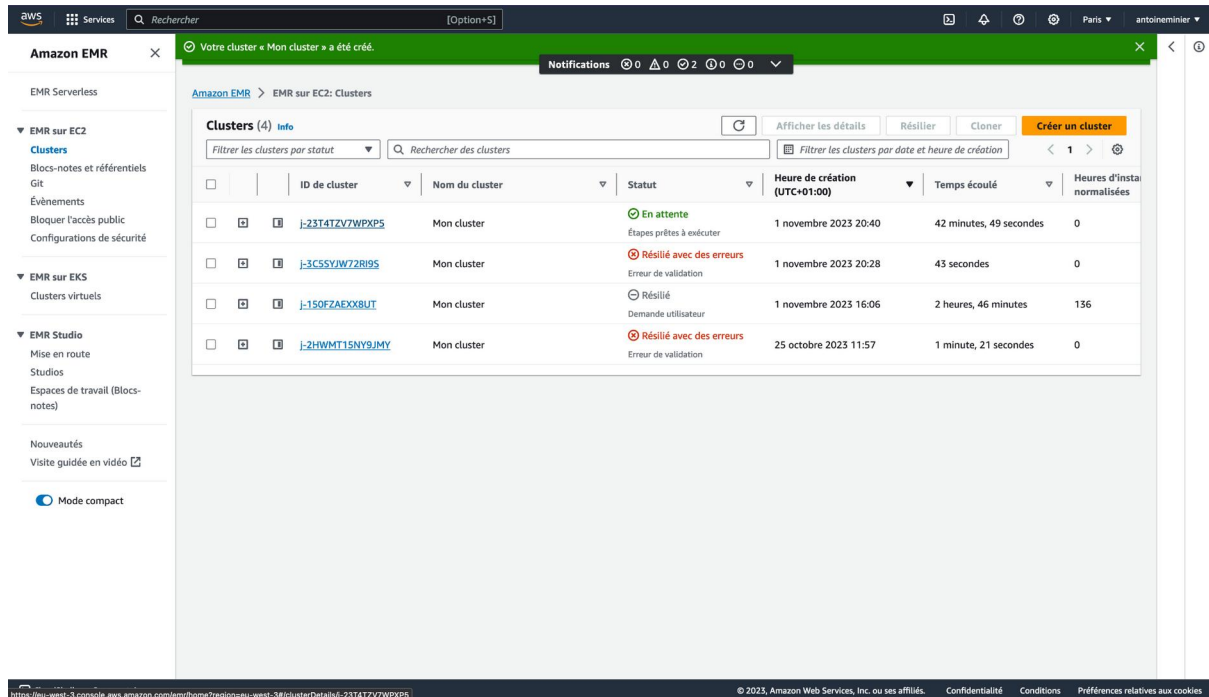 aws Services Rechercher [Option+S] Paris ▼ antoineminier ▼
Amazon EMR
EMR Serverless
EMR sur EC2
Clusters
Blocs-notes et référentiels
Git
Évènements
Bloquer l'accès public
Configurations de sécurité
EMR sur EKS
Clusters virtuels
EMR Studio
Mise en route
Studios
Espaces de travail (Blocs-
notes)
Nouveautés
Visite guidée en vidéo
Mode compact
Votre cluster « Mon cluster » a été créé.
Notifications 0 0 2 0 0
Amazon EMR > EMR sur EC2: Clusters
Clusters (4) Info
Afficher les détails Résilier Cloner Créer un cluster
Filtrer les clusters par statut Rechercher des clusters Filtrer les clusters par date et heure de création < 1 >
ID de cluster Nom du cluster Statut Heure de création (UTC+01:00) Temps écoulé Heures d'insta normalisées
j-23T4TZV7WPXP5 Mon cluster En attente 1 novembre 2023 20:40 42 minutes, 49 secondes 0
Étapes prêtes à exécuter
j-3C5SYJW72RI9S Mon cluster Résilié avec des erreurs 1 novembre 2023 20:28 43 secondes 0
Erreur de validation
j-150FZAEXX8UT Mon cluster Résilié 1 novembre 2023 16:06 2 heures, 46 minutes 136
Demande utilisateur
j-2HWMT15NY9JMY Mon cluster Résilié avec des erreurs 25 octobre 2023 11:57 1 minute, 21 secondes 0
Erreur de validation
https://eu-west-3.console.aws.amazon.com/emr/home?region=eu-west-3#/clusterDetails/j-23T4TZV7WPXP5
© 2023, Amazon Web Services, Inc. ou ses affiliés. Confidentialité Conditions Préférences relatives aux cookies